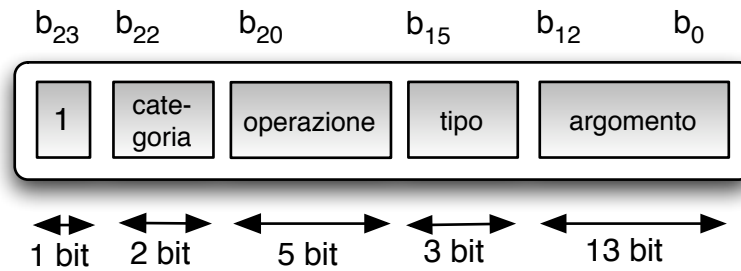 b23 b22 b20 b15 b12 b0
1 cate-
goria operazione tipo argomento
1 bit 2 bit 5 bit 3 bit 13 bit